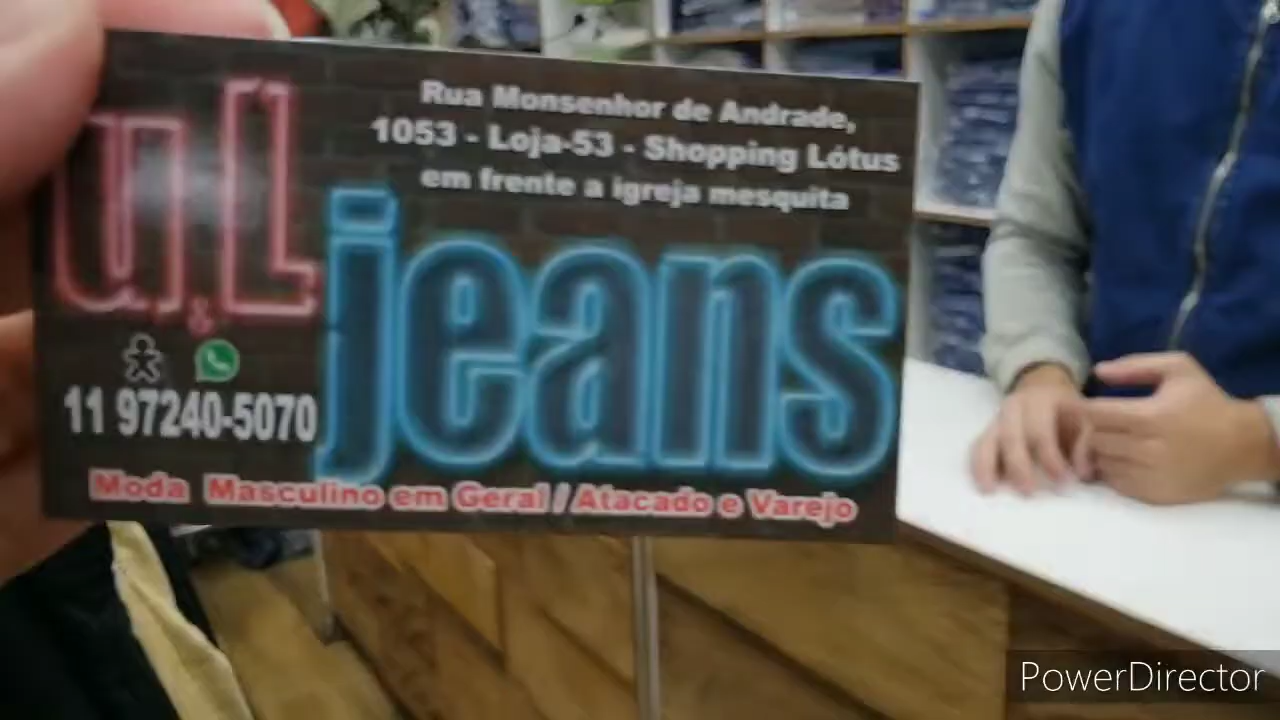 Rua Monsenhor de Andrade,
1053 - Loja-53 - Shopping Lótus
em frente a igreja mesquita
u&L jeans
11 97240-5070
Moda Masculino em Geral / Atacado e Varejo
PowerDirector